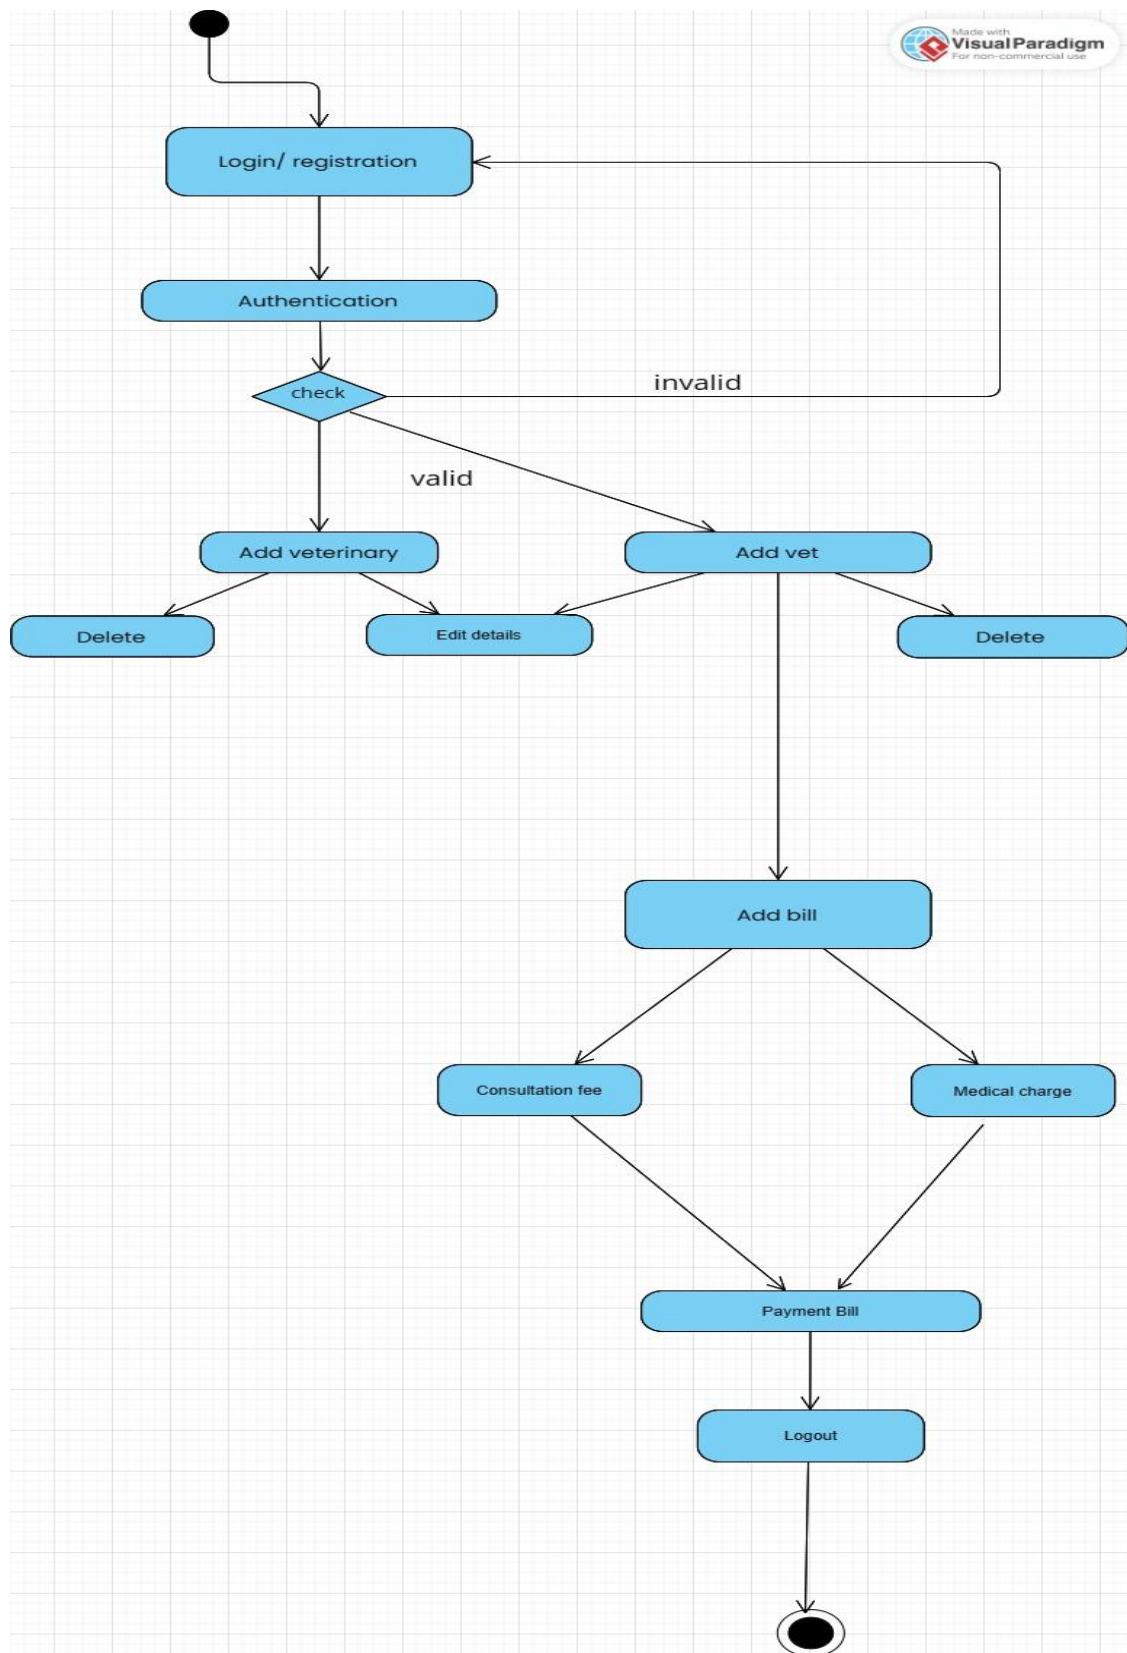 Made with
Visual Paradigm
For non-commercial use
Login/ registration
Authentication
check
invalid
valid
Add veterinary
Add vet
Delete
Edit details
Delete
Add bill
Consultation fee
Medical charge
Payment Bill
Logout